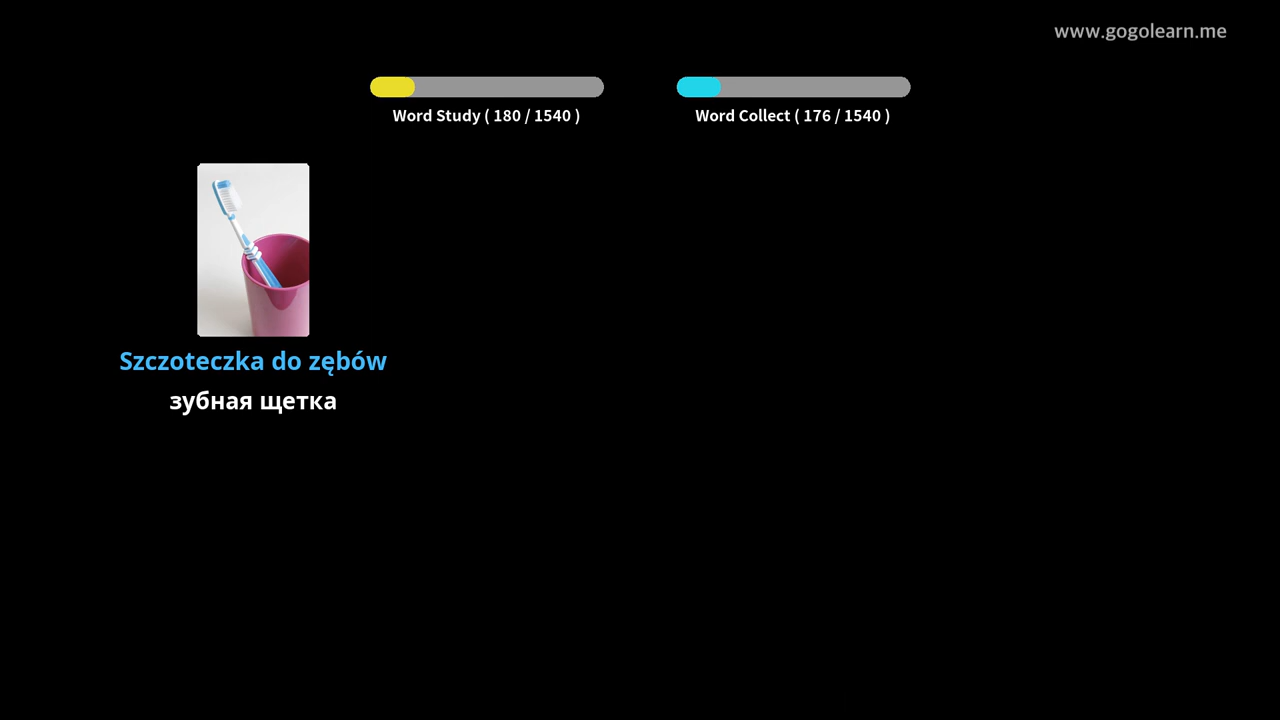 www.gogolearn.me
Word Study ( 180 / 1540 )
Word Collect ( 176 / 1540 )
Szczoteczka do zębów
зубная щетка